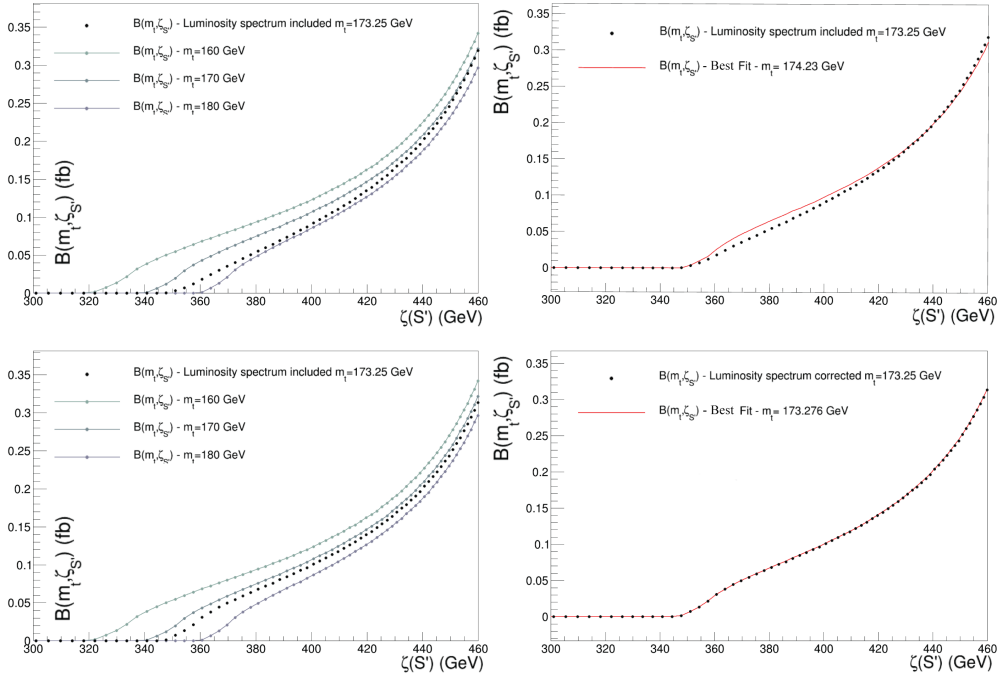 B(m_t,ζ_S') - Luminosity spectrum included m_t=173.25 GeV
B(m_t,ζ_S') - m_t=160 GeV
B(m_t,ζ_S') - m_t=170 GeV
B(m_t,ζ_S') - m_t=180 GeV
B(m_t,ζ_S') (fb)
0.35
0.3
0.25
0.2
0.15
0.1
0.05
0
300 320 340 360 380 400 420 440 460
ζ(S') (GeV)
B(m_t,ζ_S') - Luminosity spectrum included m_t=173.25 GeV
B(m_t,ζ_S') - Best Fit - m_t= 174.23 GeV
B(m_t,ζ_S') (fb)
0.35
0.3
0.25
0.2
0.15
0.1
0.05
0
300 320 340 360 380 400 420 440 460
ζ(S') (GeV)
B(m_t,ζ_S') - Luminosity spectrum included m_t=173.25 GeV
B(m_t,ζ_S') - m_t=160 GeV
B(m_t,ζ_S') - m_t=170 GeV
B(m_t,ζ_S') - m_t=180 GeV
B(m_t,ζ_S') (fb)
0.35
0.3
0.25
0.2
0.15
0.1
0.05
0
300 320 340 360 380 400 420 440 460
ζ(S') (GeV)
B(m_t,ζ_S') - Luminosity spectrum corrected m_t=173.25 GeV
B(m_t,ζ_S') - Best Fit - m_t= 173.276 GeV
B(m_t,ζ_S') (fb)
0.35
0.3
0.25
0.2
0.15
0.1
0.05
0
300 320 340 360 380 400 420 440 460
ζ(S') (GeV)